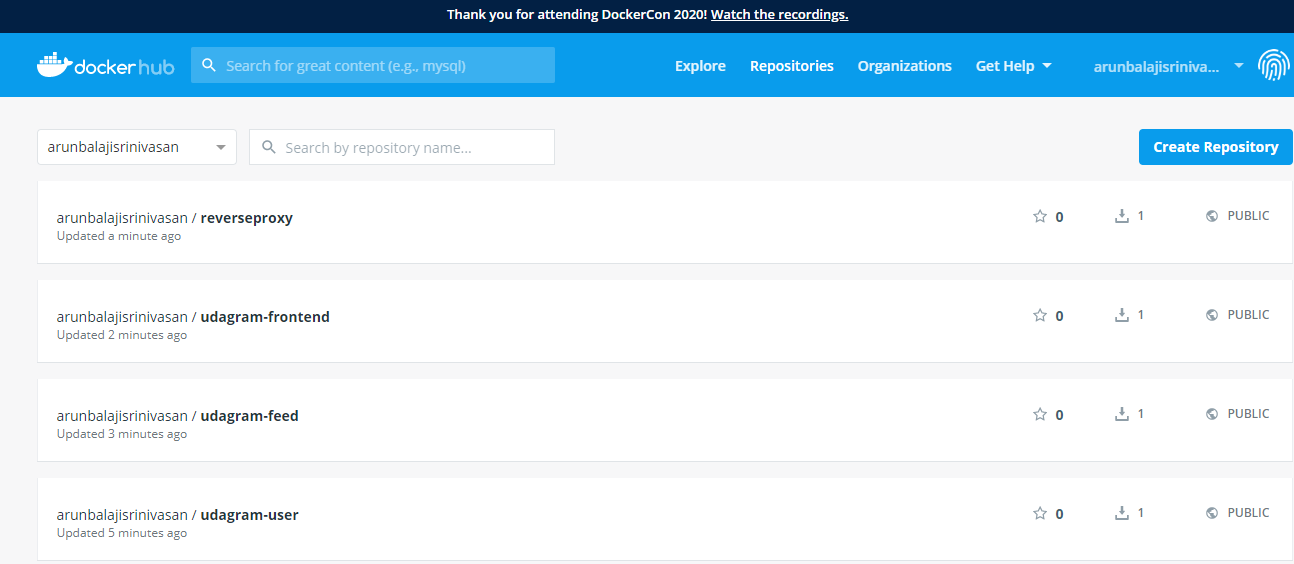 Thank you for attending DockerCon 2020! Watch the recordings.
docker hub
Search for great content (e.g., mysql)
Explore
Repositories
Organizations
Get Help
arunbalajisriniva...
arunbalajisrinivasan
Search by repository name...
Create Repository
arunbalajisrinivasan / reverseproxy
Updated a minute ago
0
1
PUBLIC
arunbalajisrinivasan / udagram-frontend
Updated 2 minutes ago
0
1
PUBLIC
arunbalajisrinivasan / udagram-feed
Updated 3 minutes ago
0
1
PUBLIC
arunbalajisrinivasan / udagram-user
Updated 5 minutes ago
0
1
PUBLIC